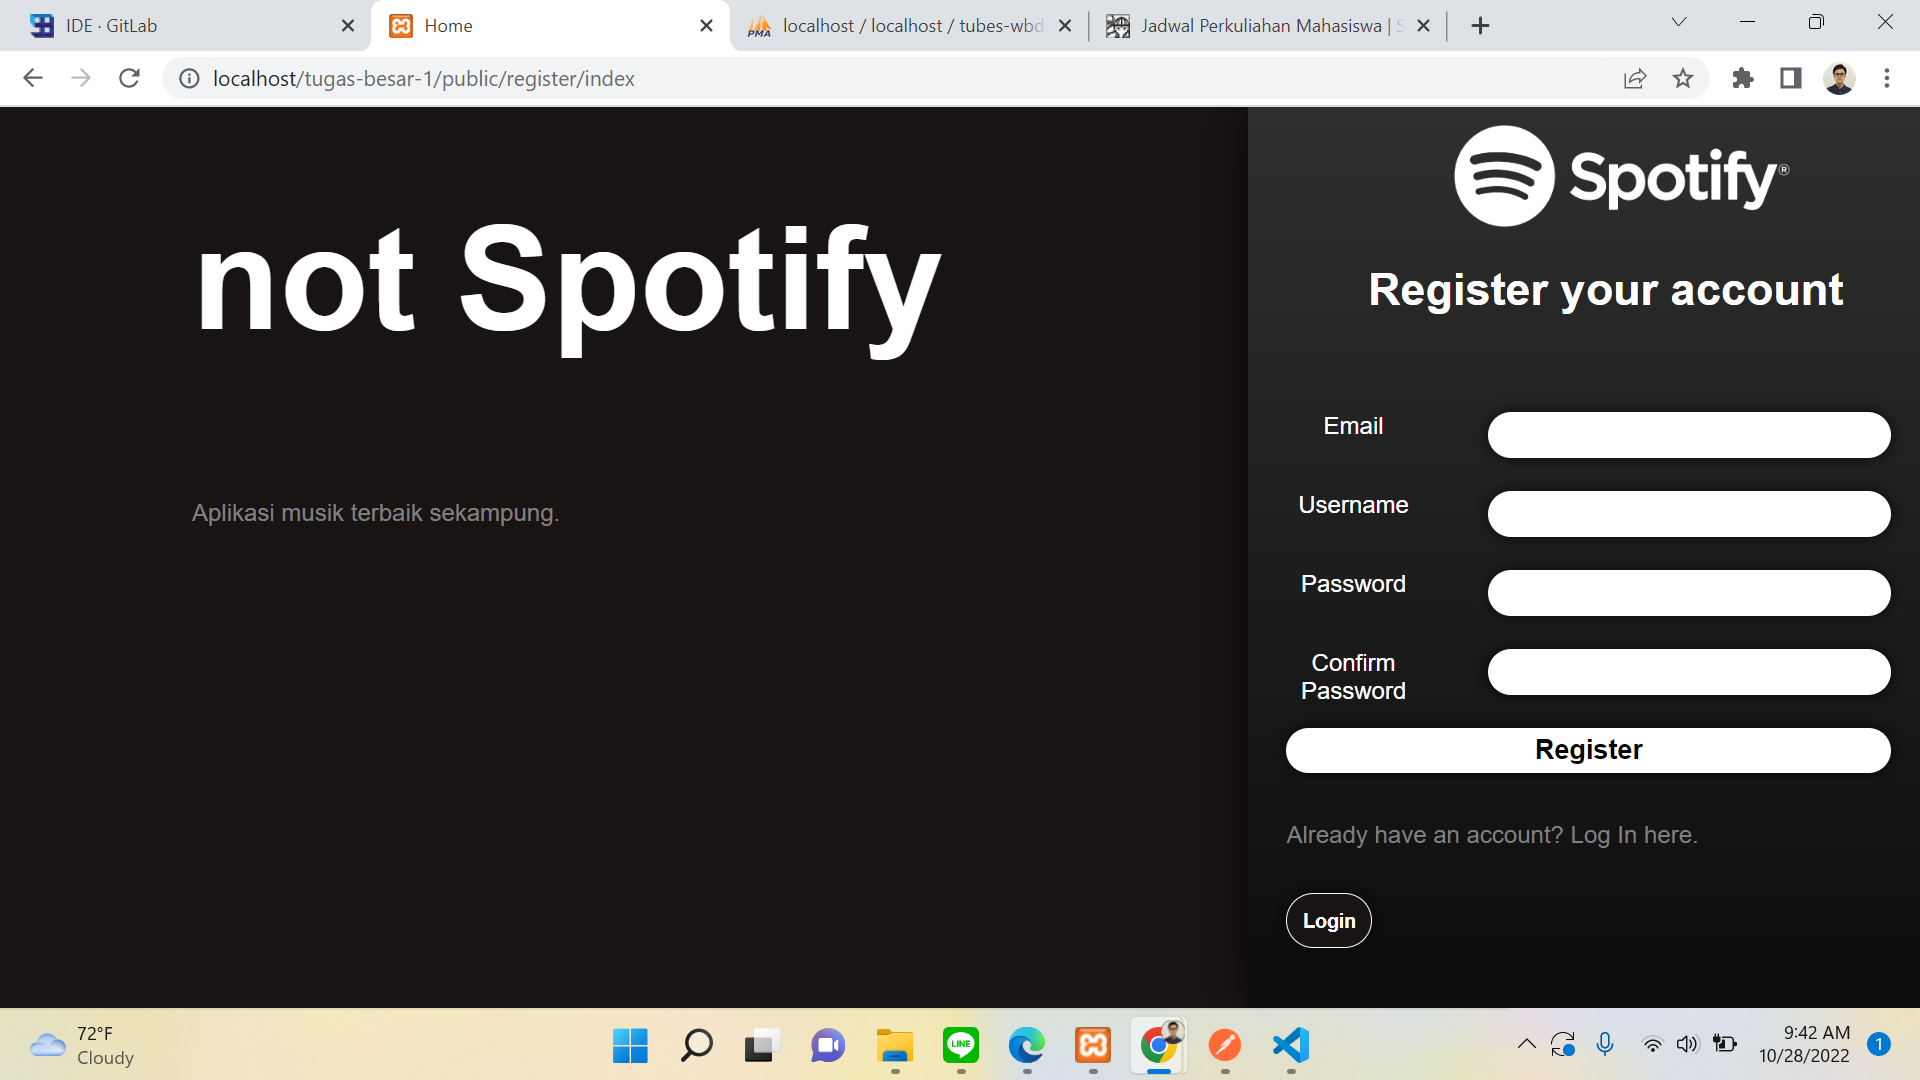 IDE · GitLab
Home
PMA
localhost / localhost / tubes-wbd
Jadwal Perkuliahan Mahasiswa | S
localhost/tugas-besar-1/public/register/index
not Spotify
Aplikasi musik terbaik sekampung.
Spotify®
Register your account
Email
Username
Password
Confirm
Password
Register
Already have an account? Log In here.
Login
72°F
Cloudy
LINE
9:42 AM
10/28/2022
1